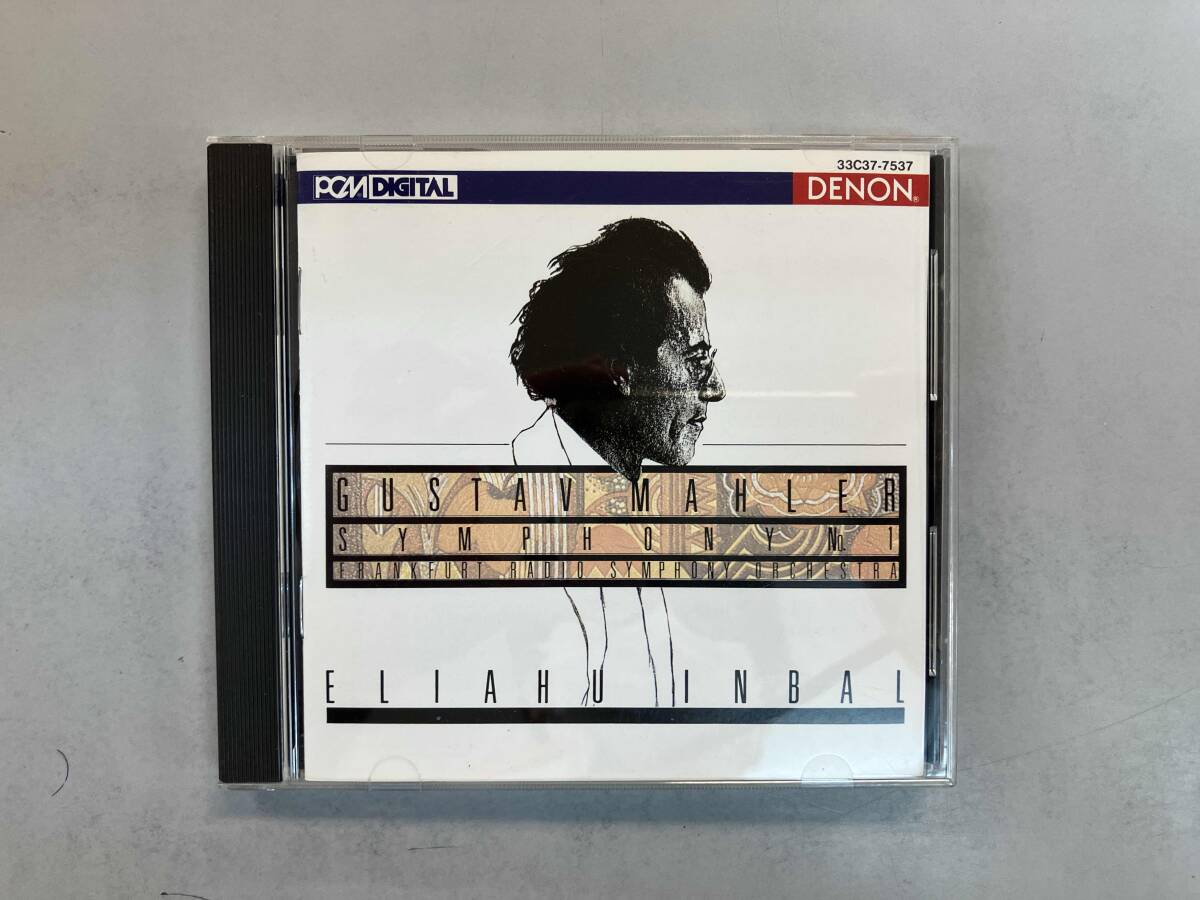 33C37-7537
PCM DIGITAL
DENON®
GUSTAV MAHLER
SYMPHONY No. 1
FRANKFURT RADIO SYMPHONY ORCHESTRA
ELIAHU INBAL